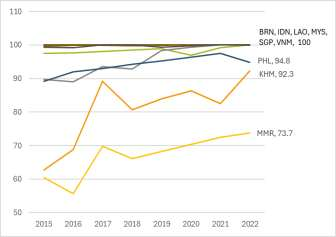 110
100
90
80
70
60
50
BRN, IDN, LAO, MYS,
SGP, VNM, 100
PHL, 94.8
KHM, 92.3
MMR, 73.7
2015 2016 2017 2018 2019 2020 2021 2022